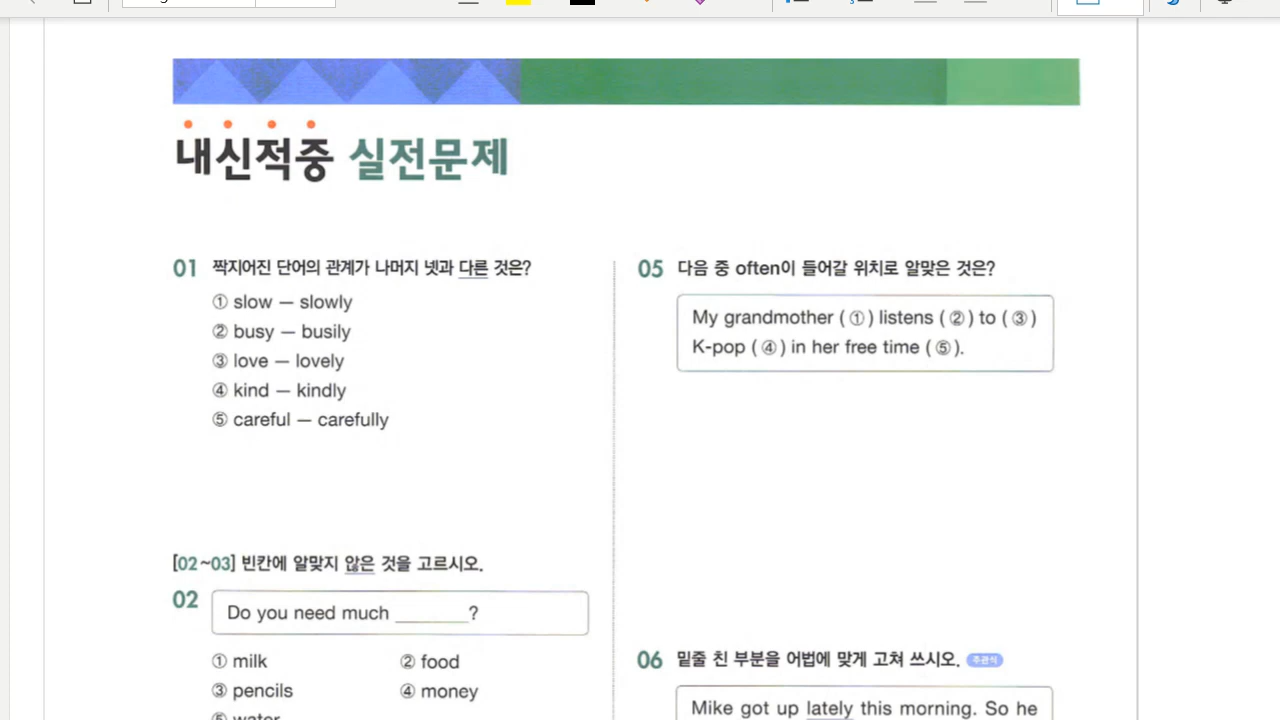 내신적중 실전문제
01 짝지어진 단어의 관계가 나머지 넷과 다른 것은?
① slow – slowly
② busy – busily
③ love – lovely
④ kind – kindly
⑤ careful – carefully
[02~03] 빈칸에 알맞지 않은 것을 고르시오.
02 Do you need much _______?
① milk ② food
③ pencils ④ money
⑤ water
05 다음 중 often이 들어갈 위치로 알맞은 것은?
My grandmother ( ① ) listens ( ② ) to ( ③ )
K-pop ( ④ ) in her free time ( ⑤ ).
06 밑줄 친 부분을 어법에 맞게 고쳐 쓰시오. 주관식
Mike got up lately this morning. So he